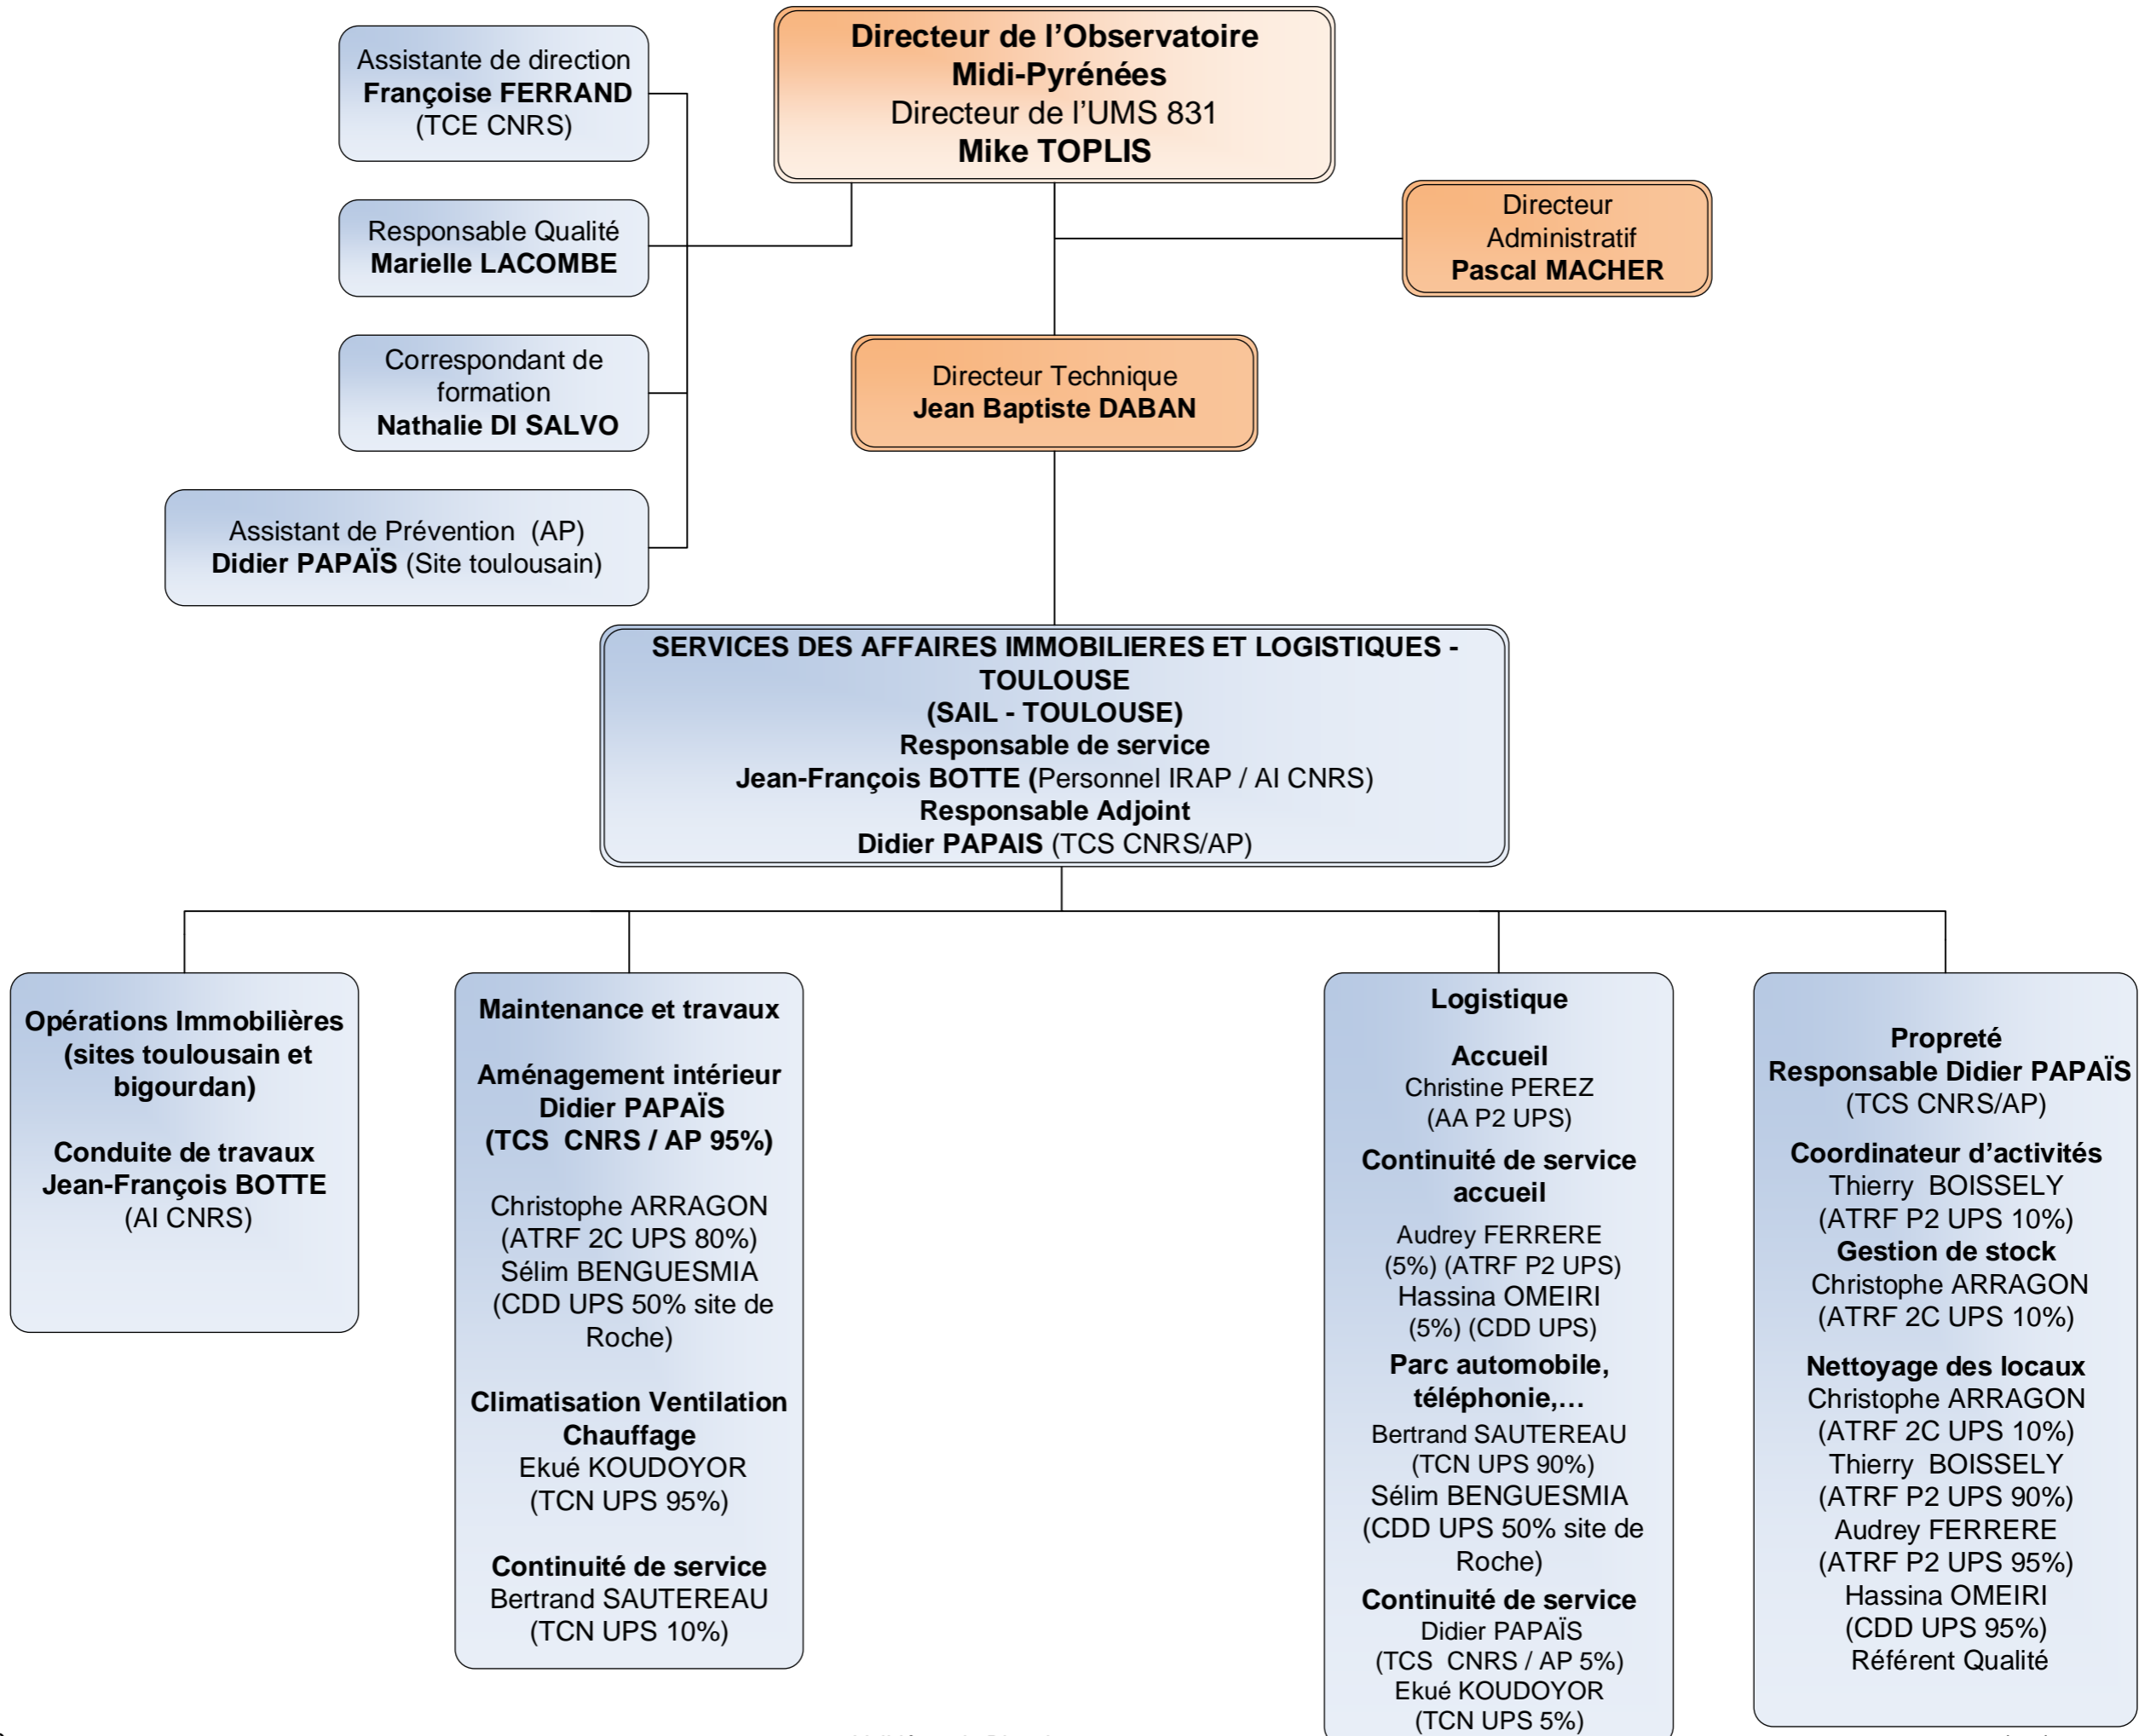 Directeur de l'Observatoire
Midi-Pyrénées
Directeur de l'UMS 831
Mike TOPLIS
Assistante de direction
Françoise FERRAND
(TCE CNRS)
Responsable Qualité
Marielle LACOMBE
Correspondant de
formation
Nathalie DI SALVO
Assistant de Prévention (AP)
Didier PAPAÏS (Site toulousain)
Directeur
Administratif
Pascal MACHER
Directeur Technique
Jean Baptiste DABAN
SERVICES DES AFFAIRES IMMOBILIERES ET LOGISTIQUES -
TOULOUSE
(SAIL - TOULOUSE)
Responsable de service
Jean-François BOTTE (Personnel IRAP / AI CNRS)
Responsable Adjoint
Didier PAPAIS (TCS CNRS/AP)
Opérations Immobilières
(sites toulousain et
bigourdan)
Conduite de travaux
Jean-François BOTTE
(AI CNRS)
Maintenance et travaux
Aménagement intérieur
Didier PAPAÏS
(TCS CNRS / AP 95%)
Christophe ARRAGON
(ATRF 2C UPS 80%)
Sélim BENGUESMIA
(CDD UPS 50% site de
Roche)
Climatisation Ventilation
Chauffage
Ekué KOUDOYOR
(TCN UPS 95%)
Continuité de service
Bertrand SAUTEREAU
(TCN UPS 10%)
Logistique
Accueil
Christine PEREZ
(AA P2 UPS)
Continuité de service
accueil
Audrey FERRERE
(5%) (ATRF P2 UPS)
Hassina OMEIRI
(5%) (CDD UPS)
Parc automobile,
téléphonie,…
Bertrand SAUTEREAU
(TCN UPS 90%)
Sélim BENGUESMIA
(CDD UPS 50% site de
Roche)
Continuité de service
Didier PAPAÏS
(TCS CNRS / AP 5%)
Ekué KOUDOYOR
(TCN UPS 5%)
Propreté
Responsable Didier PAPAÏS
(TCS CNRS/AP)
Coordinateur d'activités
Thierry BOISSELY
(ATRF P2 UPS 10%)
Gestion de stock
Christophe ARRAGON
(ATRF 2C UPS 10%)
Nettoyage des locaux
Christophe ARRAGON
(ATRF 2C UPS 10%)
Thierry BOISSELY
(ATRF P2 UPS 90%)
Audrey FERRERE
(ATRF P2 UPS 95%)
Hassina OMEIRI
(CDD UPS 95%)
Référent Qualité